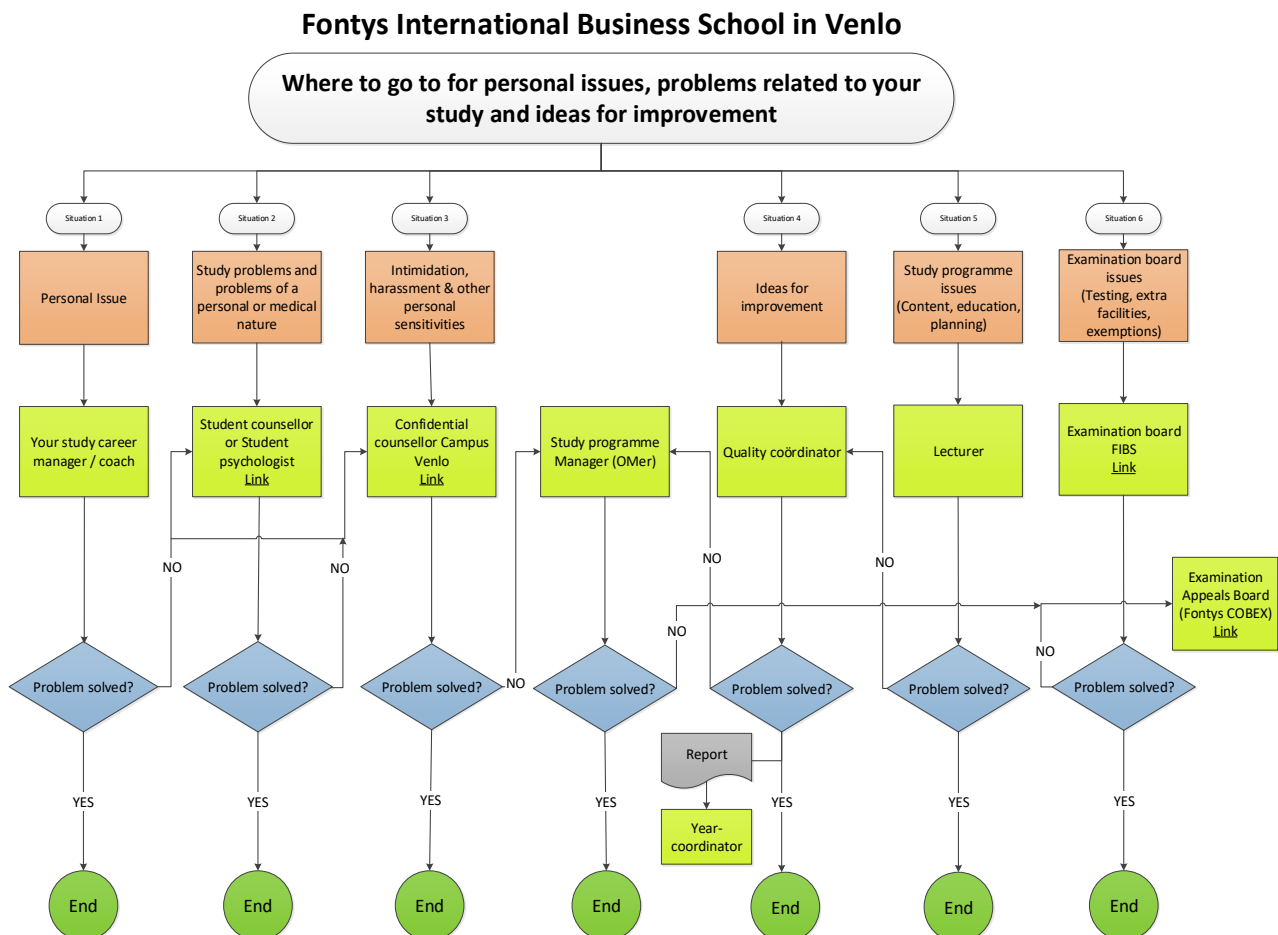 Fontys International Business School in Venlo
Where to go to for personal issues, problems related to your
study and ideas for improvement
Situation 1
Situation 2
Situation 3
Situation 4
Situation 5
Situation 6
Personal Issue
Study problems and
problems of a
personal or medical
nature
Intimidation,
harassment & other
personal
sensitivities
Ideas for
improvement
Study programme
issues
(Content, education,
planning)
Examination board
issues
(Testing, extra
facilities,
exemptions)
Your study career
manager / coach
Student counsellor
or Student
psychologist
Link
Confidential
counsellor Campus
Venlo
Link
Study programme
Manager (OMer)
Quality coördinator
Lecturer
Examination board
FIBS
Link
NO
NO
NO
NO
NO
NO
NO
Examination
Appeals Board
(Fontys COBEX)
Link
Problem solved?
Problem solved?
Problem solved?
Problem solved?
Problem solved?
Problem solved?
Problem solved?
Report
Year-
coordinator
YES
YES
YES
YES
YES
YES
YES
End
End
End
End
End
End
End